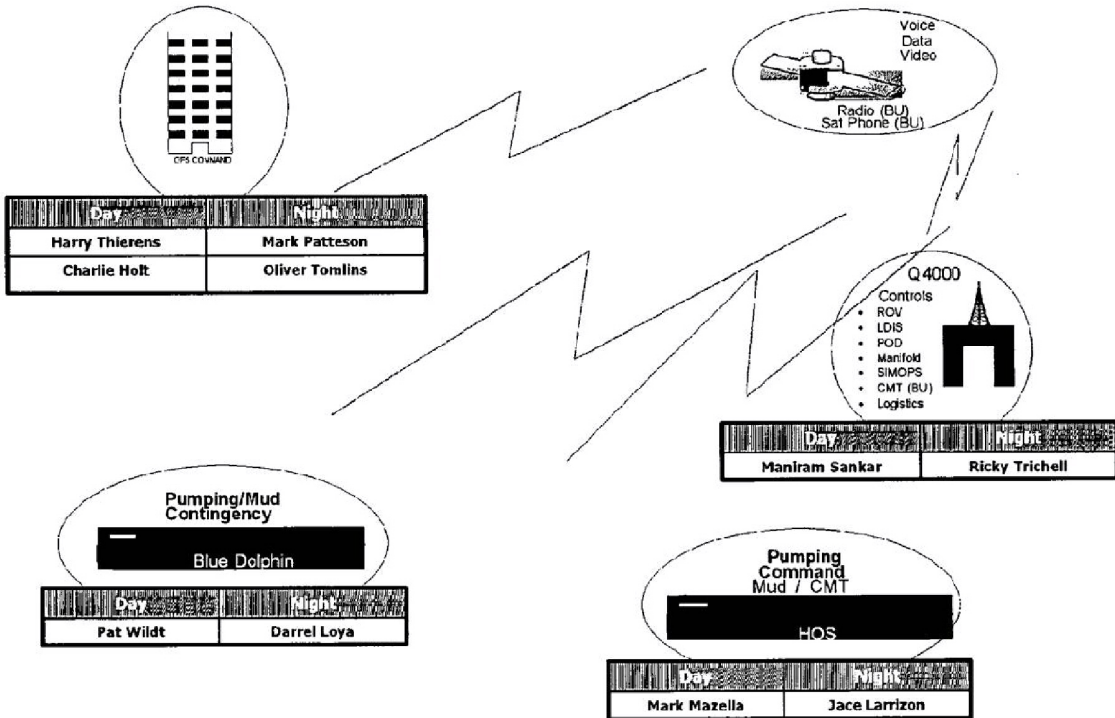 OFS COMMAND
Day Night
Harry Thierens Mark Patteson
Charlie Holt Oliver Tomlins
Voice
Data
Video
Radio (BU)
Sat Phone (BU)
Q4000
Controls
• ROV
• LDIS
• POD
• Manifold
• SIMOPS
• CMT (BU)
• Logistics
Day Night
Maniram Sankar Ricky Trichell
Pumping/Mud
Contingency
Blue Dolphin
Day Night
Pat Wildt Darrel Loya
Pumping
Command
Mud / CMT
HOS
Day Night
Mark Mazella Jace Larrizon